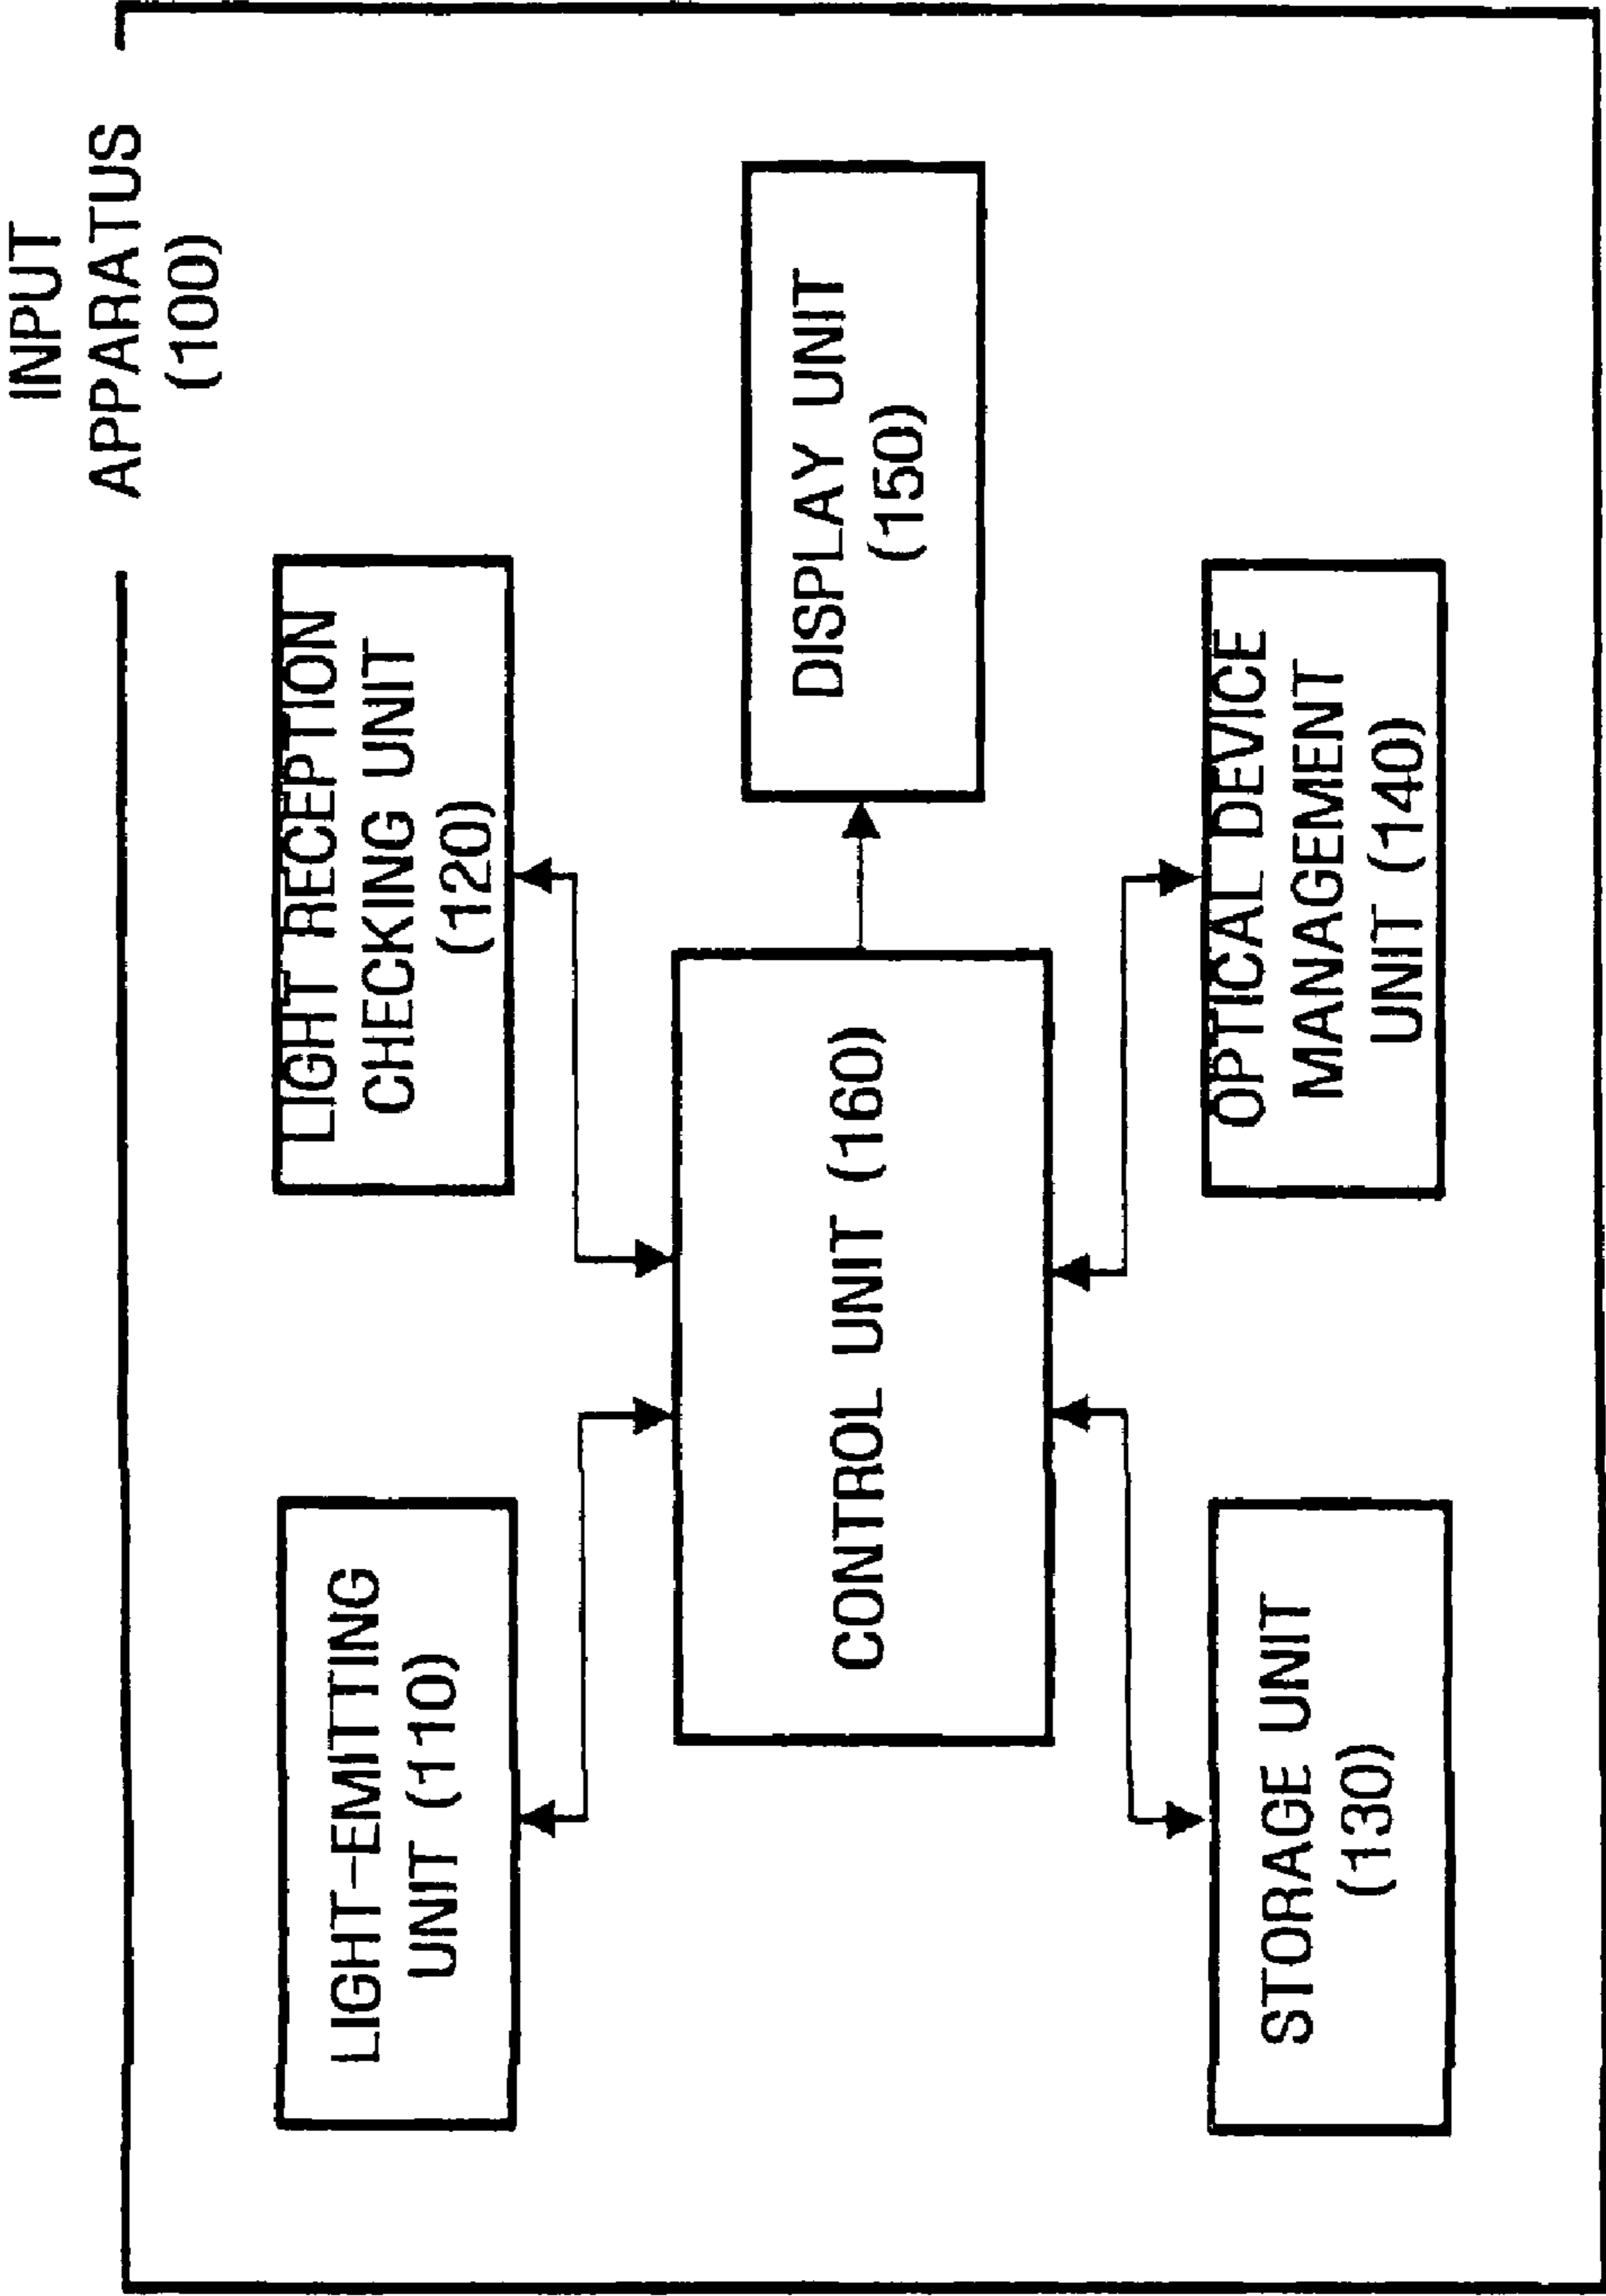 INPUT
APPARATUS
(100)
LIGHT-EMITTING
UNIT (110)
LIGHT RECEPTION
CHECKING UNIT
(120)
CONTROL UNIT (160)
DISPLAY UNIT
(150)
STORAGE UNIT
(130)
OPTICAL DEVICE
MANAGEMENT
UNIT (140)